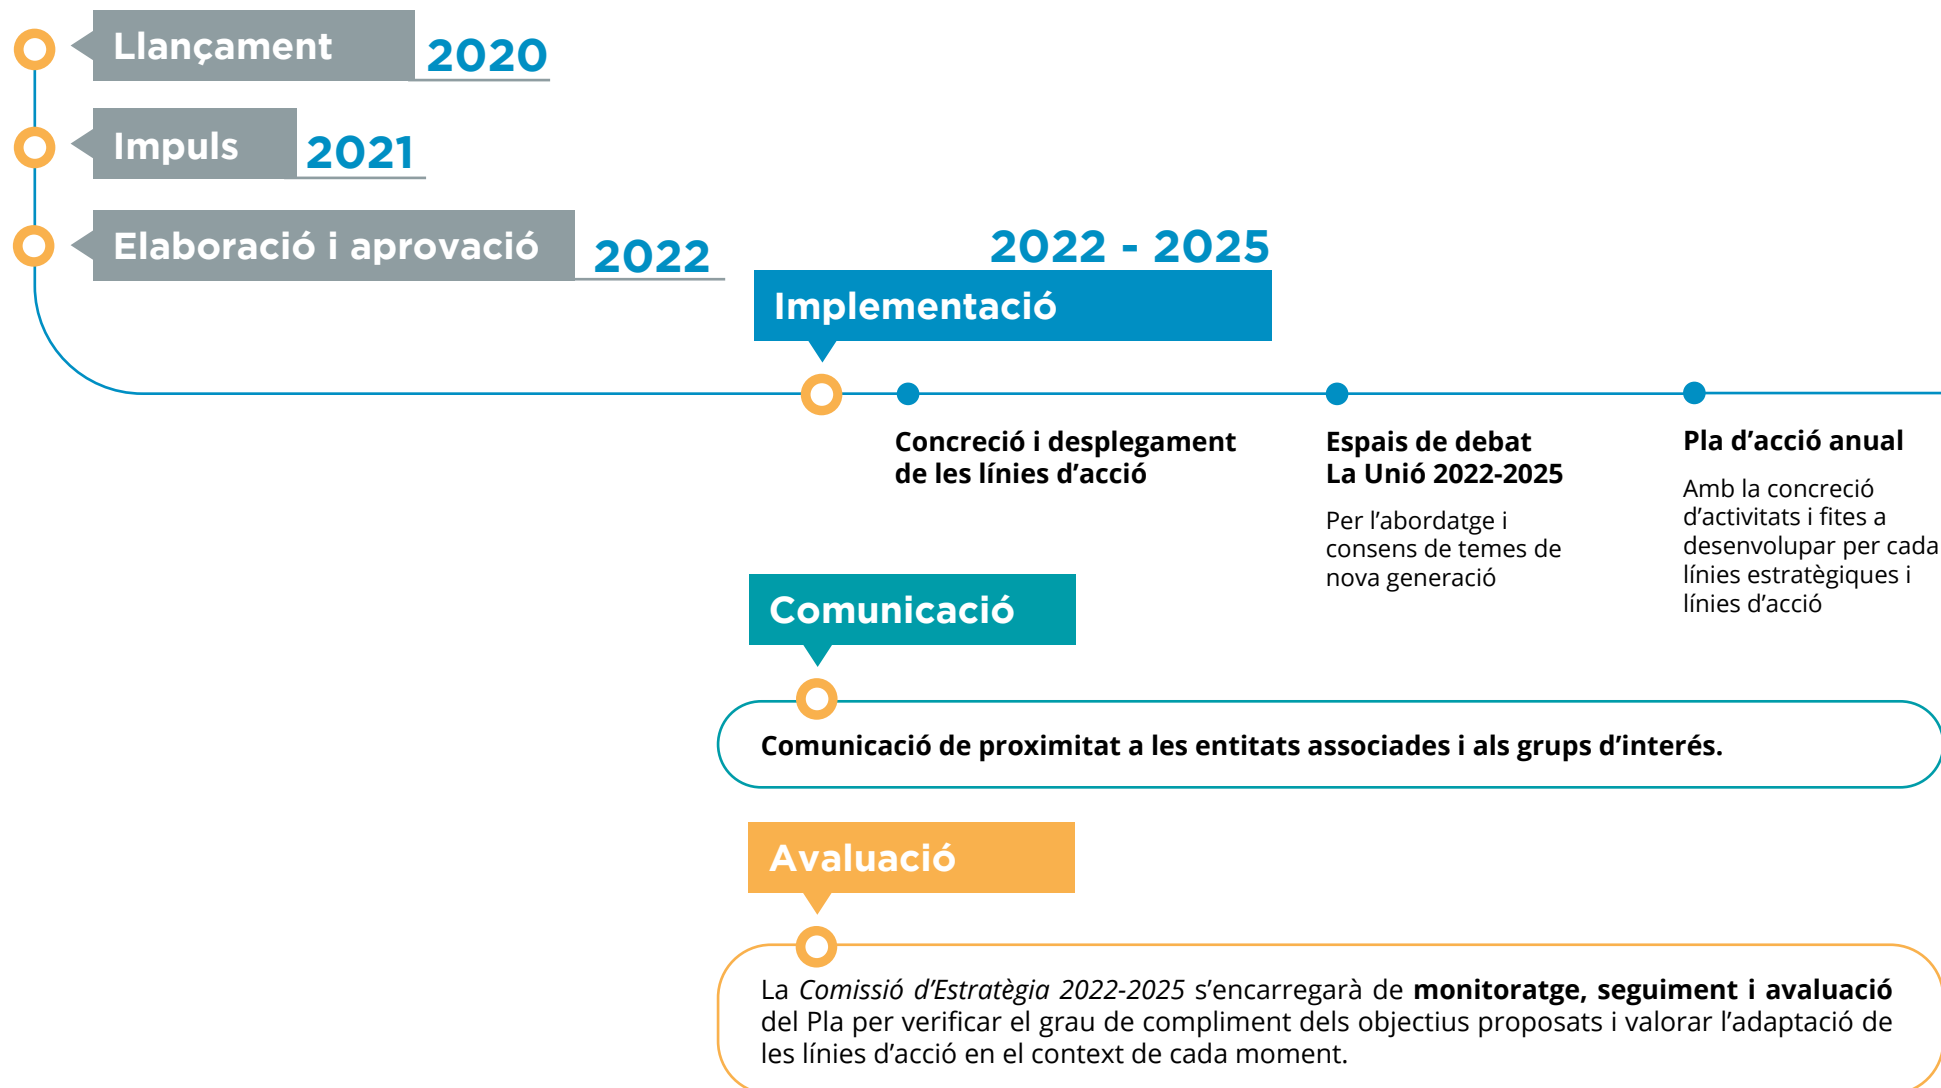 Llançament
2020
Impuls
2021
Elaboració i aprovació
2022
2022 - 2025
Implementació
Concreció i desplegament
de les línies d’acció
Espais de debat
La Unió 2022-2025
Per l’abordatge i
consens de temes de
nova generació
Pla d’acció anual
Amb la concreció
d’activitats i fites a
desenvolupar per cada
línies estratègiques i
línies d’acció
Comunicació
Comunicació de proximitat a les entitats associades i als grups d’interés.
Avaluació
La Comissió d’Estratègia 2022-2025 s’encarregarà de monitoratge, seguiment i avaluació
del Pla per verificar el grau de compliment dels objectius proposats i valorar l’adaptació de
les línies d’acció en el context de cada moment.